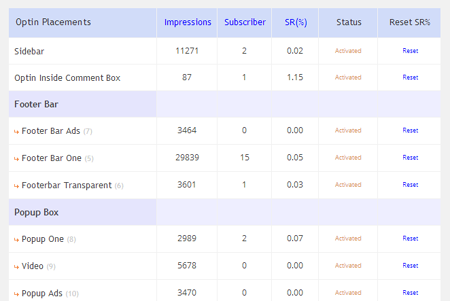 Optin Placements Impressions Subscriber SR(%) Status Reset SR%
Sidebar 11271 2 0.02 Activated Reset
Optin Inside Comment Box 87 1 1.15 Activated Reset
Footer Bar
↳ Footer Bar Ads (7) 3464 0 0.00 Activated Reset
↳ Footer Bar One (5) 29839 15 0.05 Activated Reset
↳ Footerbar Transparent (6) 3601 1 0.03 Activated Reset
Popup Box
↳ Popup One (8) 2989 2 0.07 Activated Reset
↳ Video (9) 5678 0 0.00 Activated Reset
↳ Popup Ads (10) 3470 0 0.00 Activated Reset